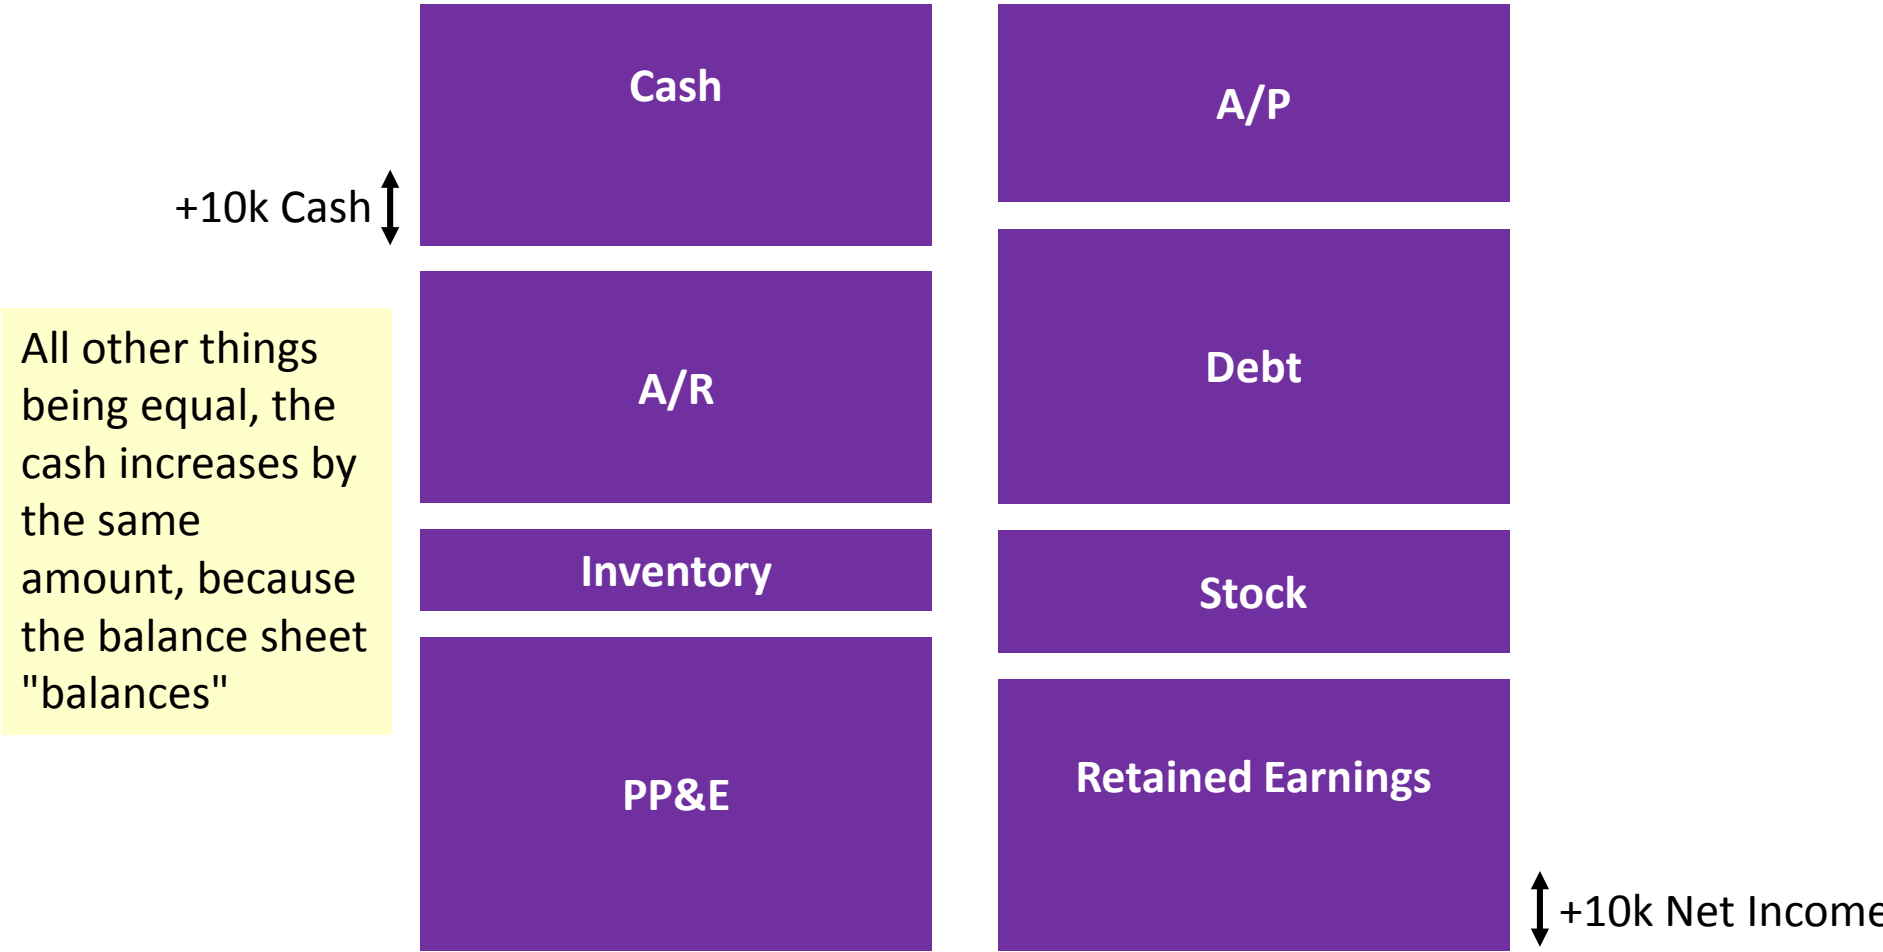 Cash
A/P
+10k Cash
All other things
being equal, the
cash increases by
the same
amount, because
the balance sheet
"balances"
A/R
Debt
Inventory
Stock
PP&E
Retained Earnings
+10k Net Income